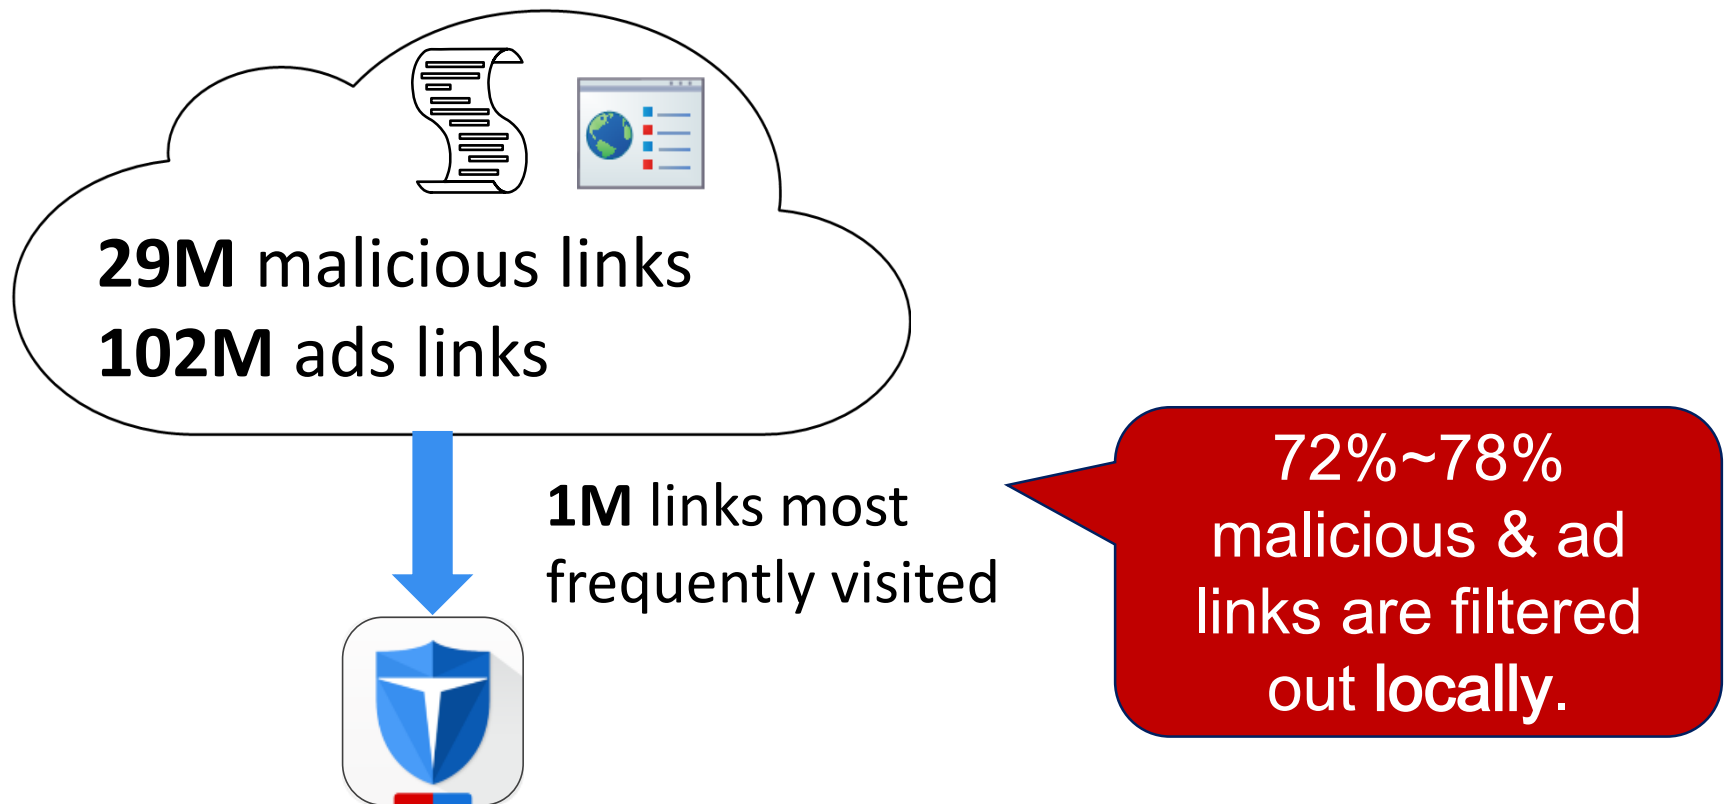 29M malicious links
102M ads links
1M links most
frequently visited
72%~78%
malicious & ad
links are filtered
out locally.